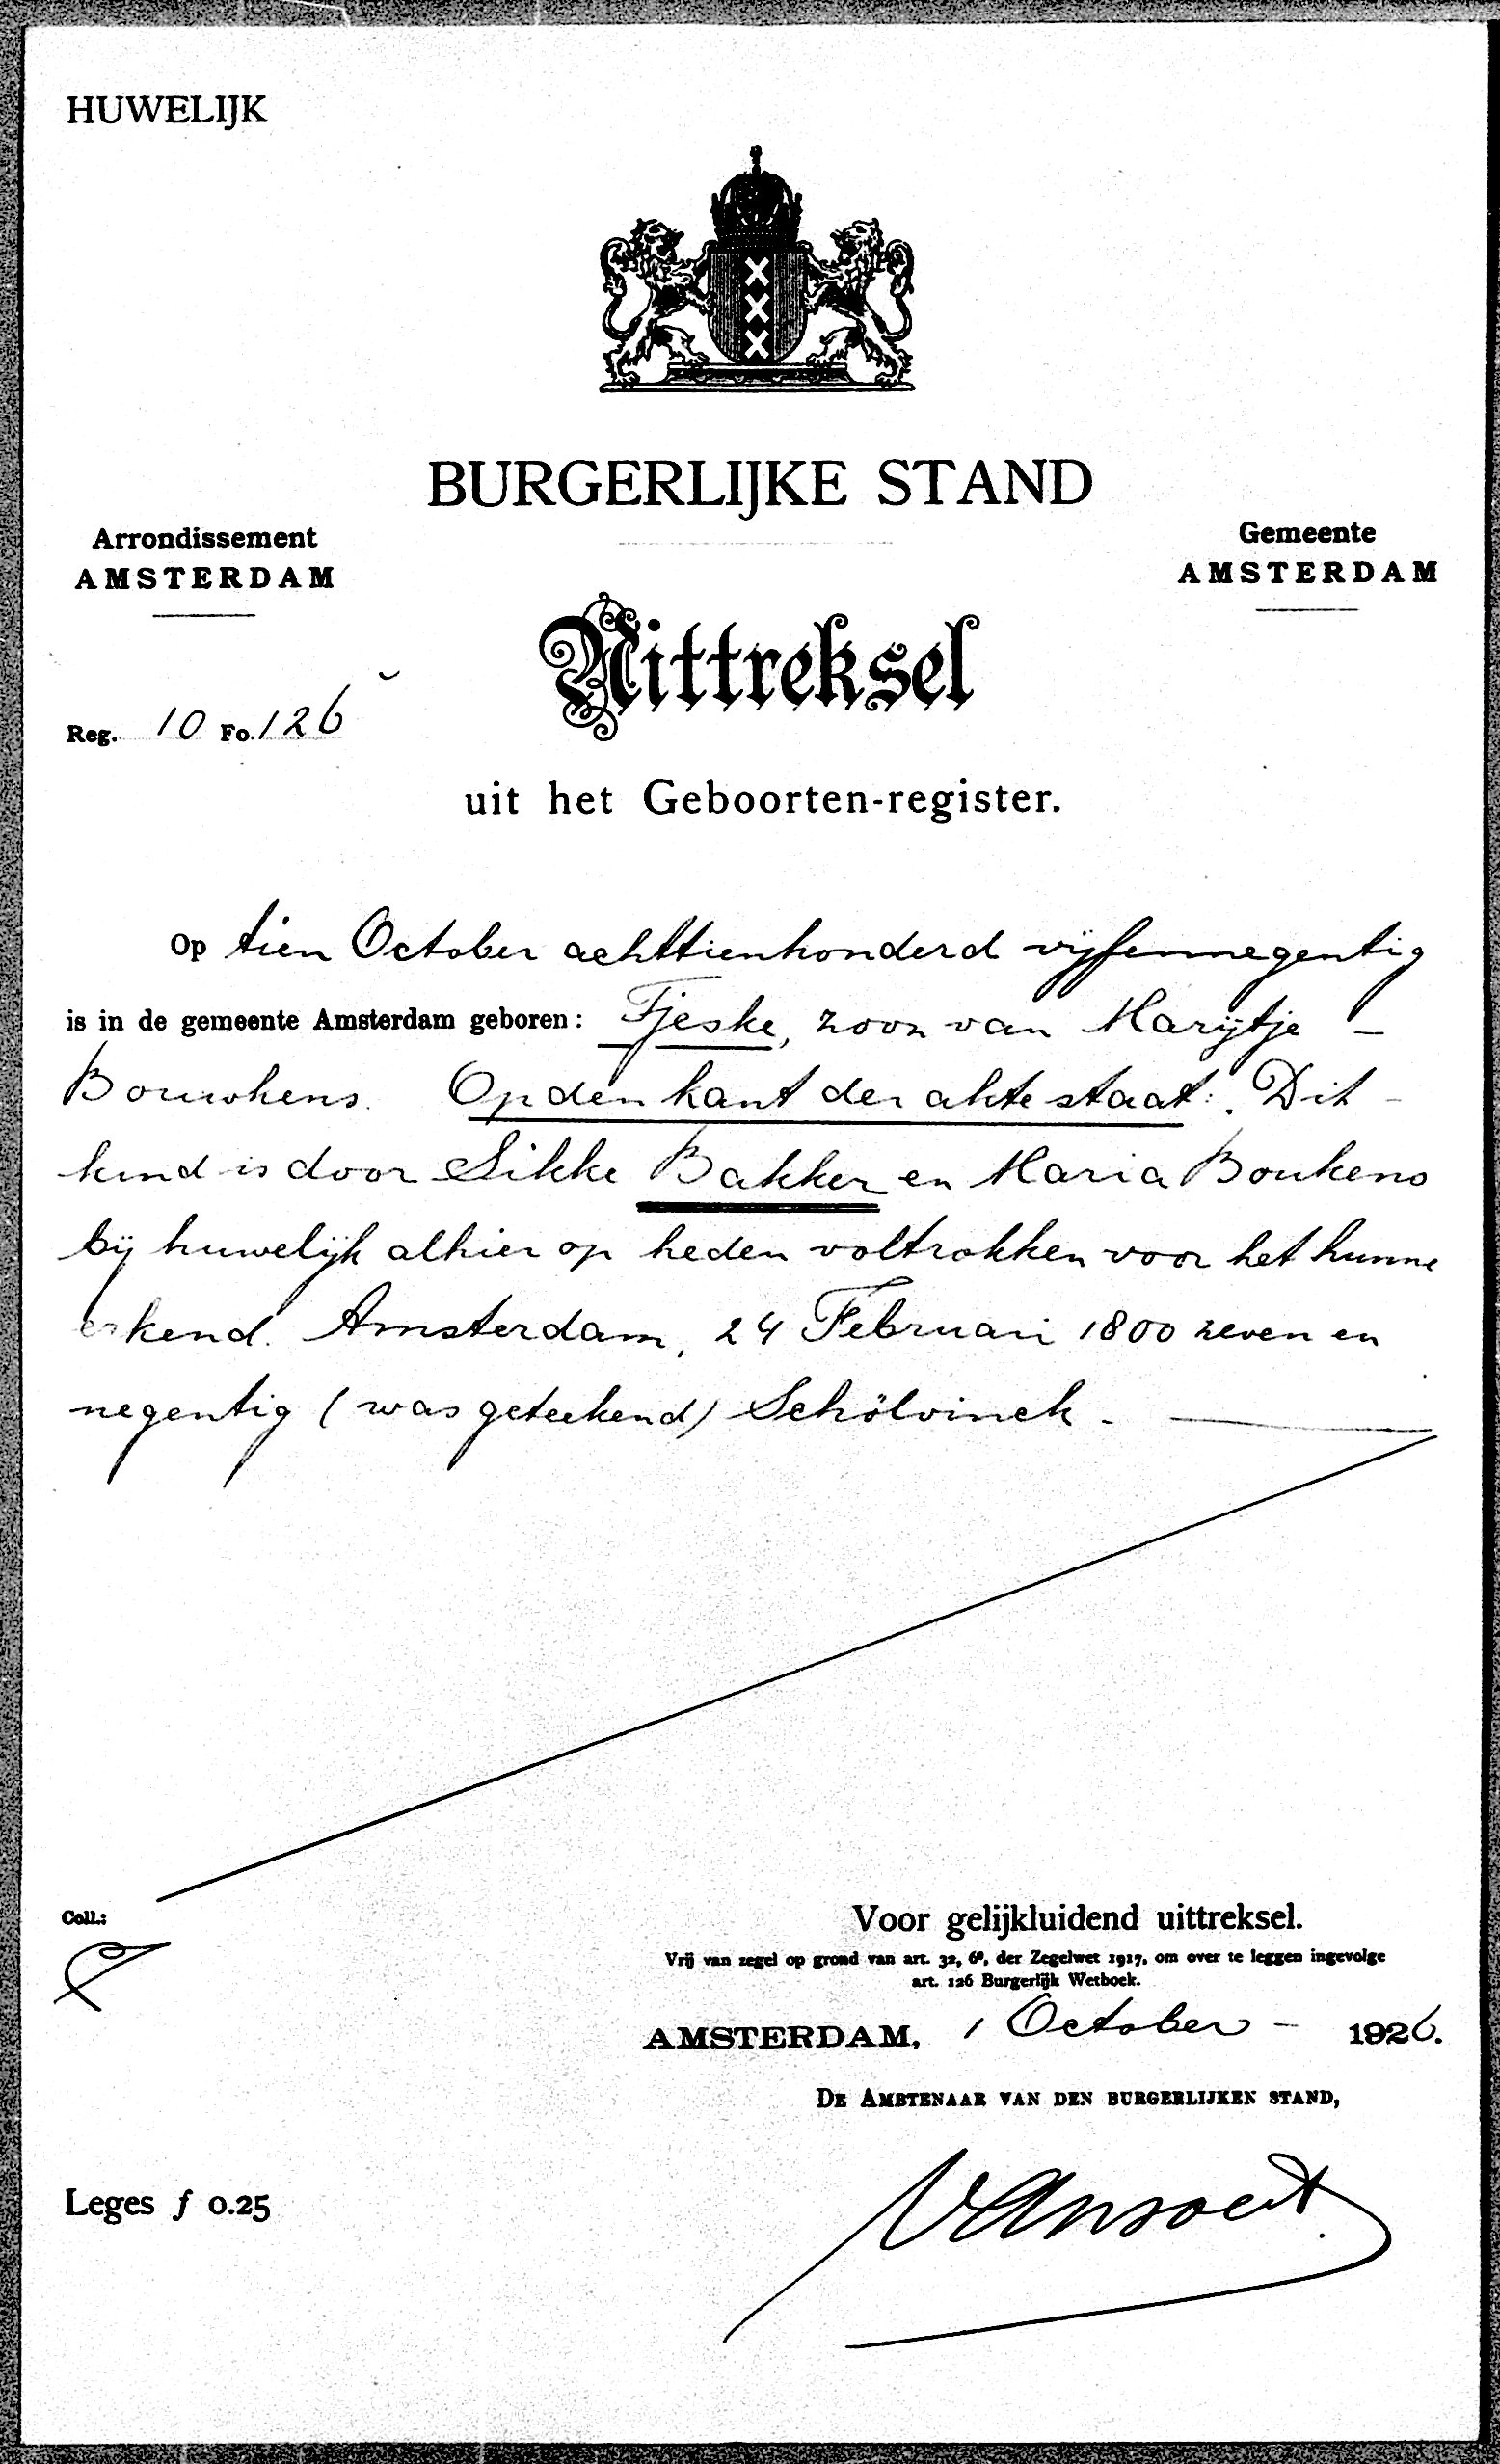 HUWELIJK
BURGERLIJKE STAND
Arrondissement
AMSTERDAM
Gemeente
AMSTERDAM
Uittreksel
Reg. 10 Fo. 126
uit het Geboorten-register.
Op tien October achttienhonderd vijfennegentig
is in de gemeente Amsterdam geboren: Tjeske, zoon van Marijtje –
Bouwkens. Op den kant der akte staat: Dit –
kind is door Sikke Bakker en Maria Boukens
bij huwelijk alhier op heden voltrokken voor het hunne
erkend. Amsterdam, 24 Februari 1800 zeven en
negentig (was geteekend) Schölvinck. –
Coll.:
Voor gelijkluidend uittreksel.
Vrij van zegel op grond van art. 32, 6º, der Zegelwet 1917, om over te leggen ingevolge
art. 126 Burgerlijk Wetboek.
AMSTERDAM, 1 October – 1926.
DE AMBTENAAR VAN DEN BURGERLIJKEN STAND,
Leges ƒ 0.25